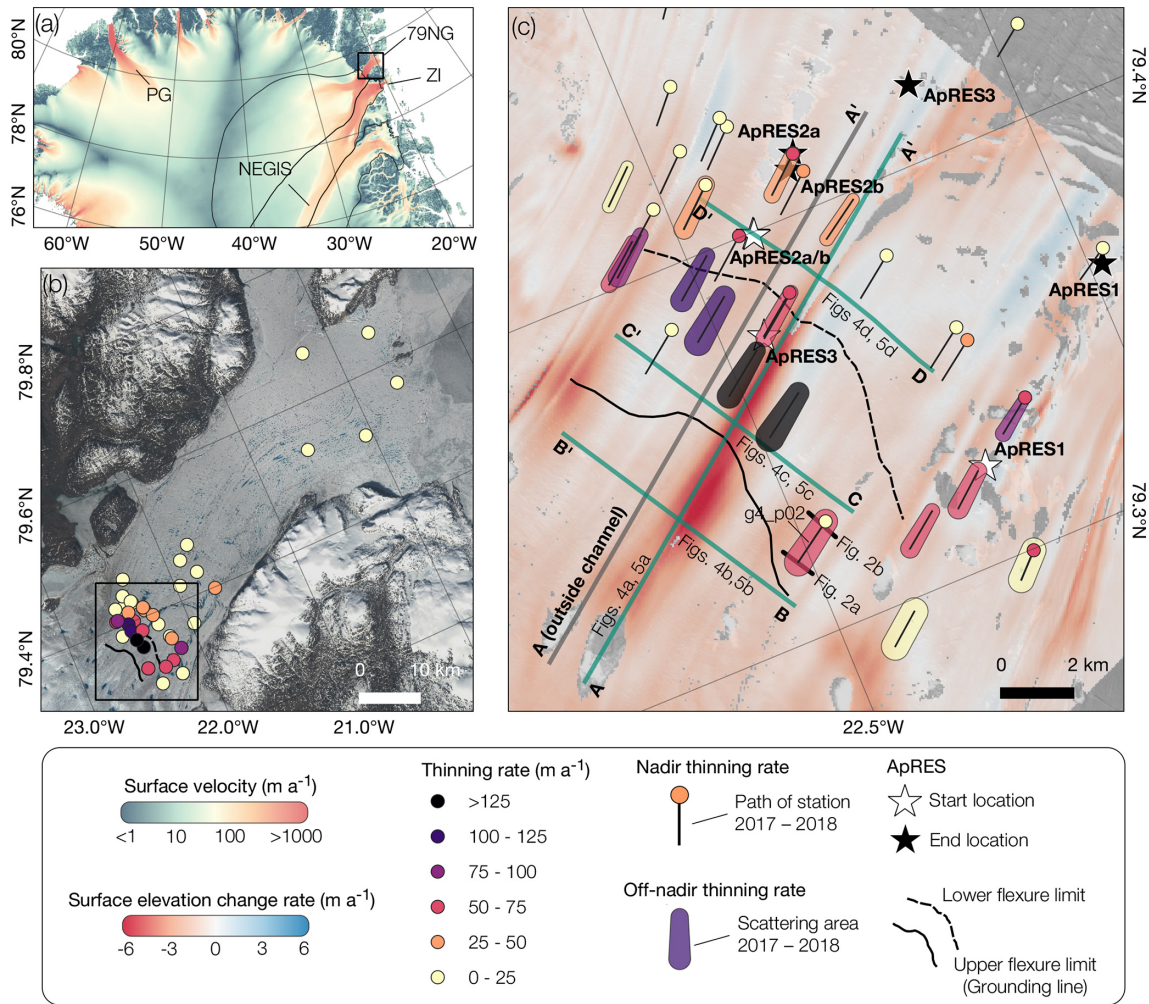 (a)
80°N
78°N
76°N
60°W
50°W
40°W
30°W
20°W
PG
NEGIS
79NG
ZI
(b)
79.8°N
79.6°N
79.4°N
23.0°W
22.0°W
21.0°W
0 10 km
(c)
79.4°N
79.3°N
22.5°W
ApRES3
A'
A'
ApRES2a
ApRES2b
D'
ApRES2a/b
ApRES1
Figs 4d, 5d
C'
ApRES3
D
B'
ApRES1
Figs. 4c, 5c
C
g4_p02
Fig. 2b
Fig. 2a
Figs. 4b,5b
B
A (outside channel)
Figs. 4a, 5a
A
0 2 km
Surface velocity (m a⁻¹)
<1 10 100 >1000
Surface elevation change rate (m a⁻¹)
-6 -3 0 3 6
Thinning rate (m a⁻¹)
>125
100 - 125
75 - 100
50 - 75
25 - 50
0 - 25
Nadir thinning rate
Path of station
2017 – 2018
Off-nadir thinning rate
Scattering area
2017 – 2018
ApRES
Start location
End location
Lower flexure limit
Upper flexure limit
(Grounding line)